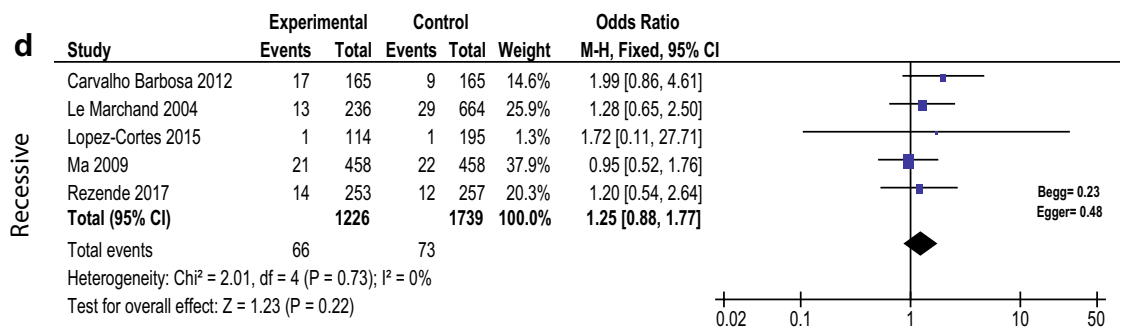 d
Recessive
Experimental Control Odds Ratio
Study Events Total Events Total Weight M-H, Fixed, 95% CI
Carvalho Barbosa 2012 17 165 9 165 14.6% 1.99 [0.86, 4.61]
Le Marchand 2004 13 236 29 664 25.9% 1.28 [0.65, 2.50]
Lopez-Cortes 2015 1 114 1 195 1.3% 1.72 [0.11, 27.71]
Ma 2009 21 458 22 458 37.9% 0.95 [0.52, 1.76]
Rezende 2017 14 253 12 257 20.3% 1.20 [0.54, 2.64]
Total (95% CI) 1226 1739 100.0% 1.25 [0.88, 1.77]
Begg= 0.23
Egger= 0.48
Total events 66 73
Heterogeneity: Chi² = 2.01, df = 4 (P = 0.73); I² = 0%
Test for overall effect: Z = 1.23 (P = 0.22)
0.02 0.1 1 10 50